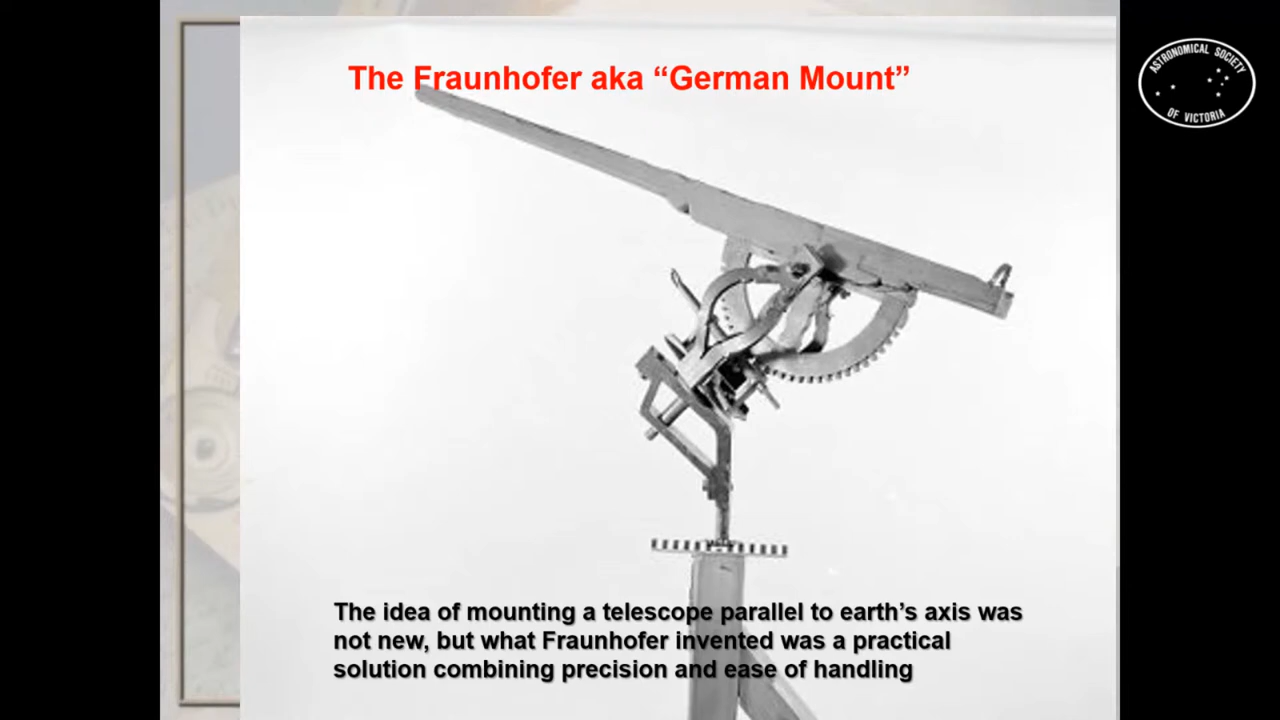 The Fraunhofer aka “German Mount”
ASTRONOMICAL SOCIETY
OF VICTORIA
The idea of mounting a telescope parallel to earth’s axis was
not new, but what Fraunhofer invented was a practical
solution combining precision and ease of handling